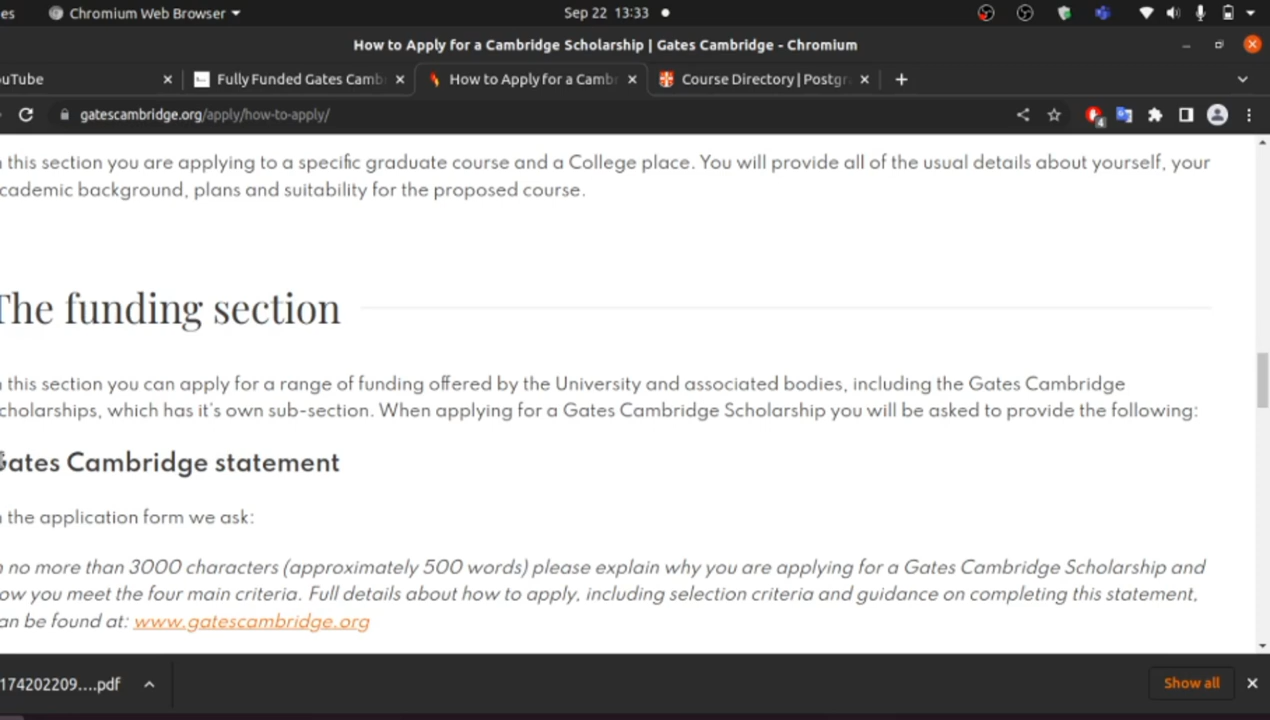 es Chromium Web Browser Sep 22 13:33
How to Apply for a Cambridge Scholarship | Gates Cambridge - Chromium
ouTube Fully Funded Gates Camb How to Apply for a Camb Course Directory | Postgr
gatescambridge.org/apply/how-to-apply/
4
this section you are applying to a specific graduate course and a College place. You will provide all of the usual details about yourself, your
cademic background, plans and suitability for the proposed course.
The funding section
this section you can apply for a range of funding offered by the University and associated bodies, including the Gates Cambridge
cholarships, which has it's own sub-section. When applying for a Gates Cambridge Scholarship you will be asked to provide the following:
Gates Cambridge statement
the application form we ask:
no more than 3000 characters (approximately 500 words) please explain why you are applying for a Gates Cambridge Scholarship and
ow you meet the four main criteria. Full details about how to apply, including selection criteria and guidance on completing this statement,
an be found at: www.gatescambridge.org
174202209....pdf Show all